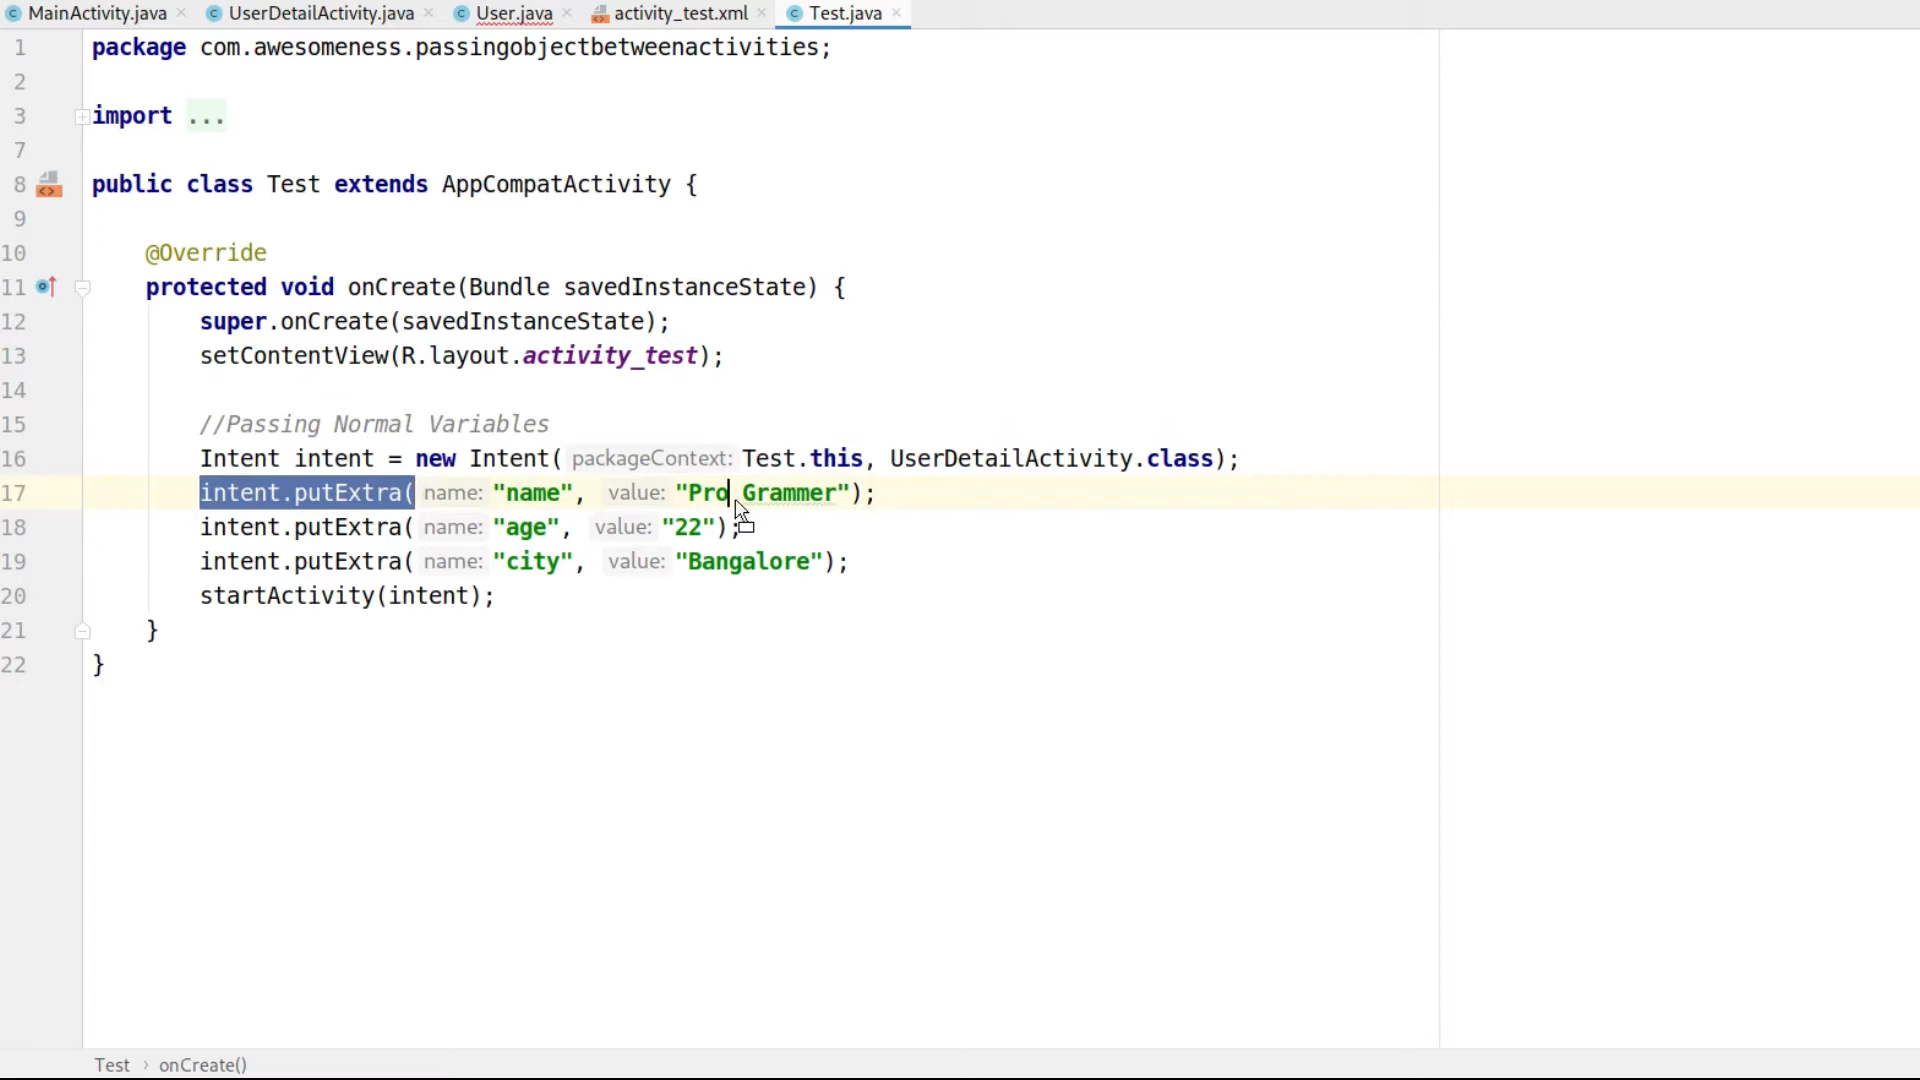 MainActivity.java UserDetailActivity.java User.java activity_test.xml Test.java
1 package com.awesomeness.passingobjectbetweenactivities;
2
3 import ...
7
8 public class Test extends AppCompatActivity {
9
10 @Override
11 protected void onCreate(Bundle savedInstanceState) {
12 super.onCreate(savedInstanceState);
13 setContentView(R.layout.activity_test);
14
15 //Passing Normal Variables
16 Intent intent = new Intent( packageContext: Test.this, UserDetailActivity.class);
17 intent.putExtra( name: "name", value: "Pro Grammer");
18 intent.putExtra( name: "age", value: "22");
19 intent.putExtra( name: "city", value: "Bangalore");
20 startActivity(intent);
21 }
22 }
Test › onCreate()